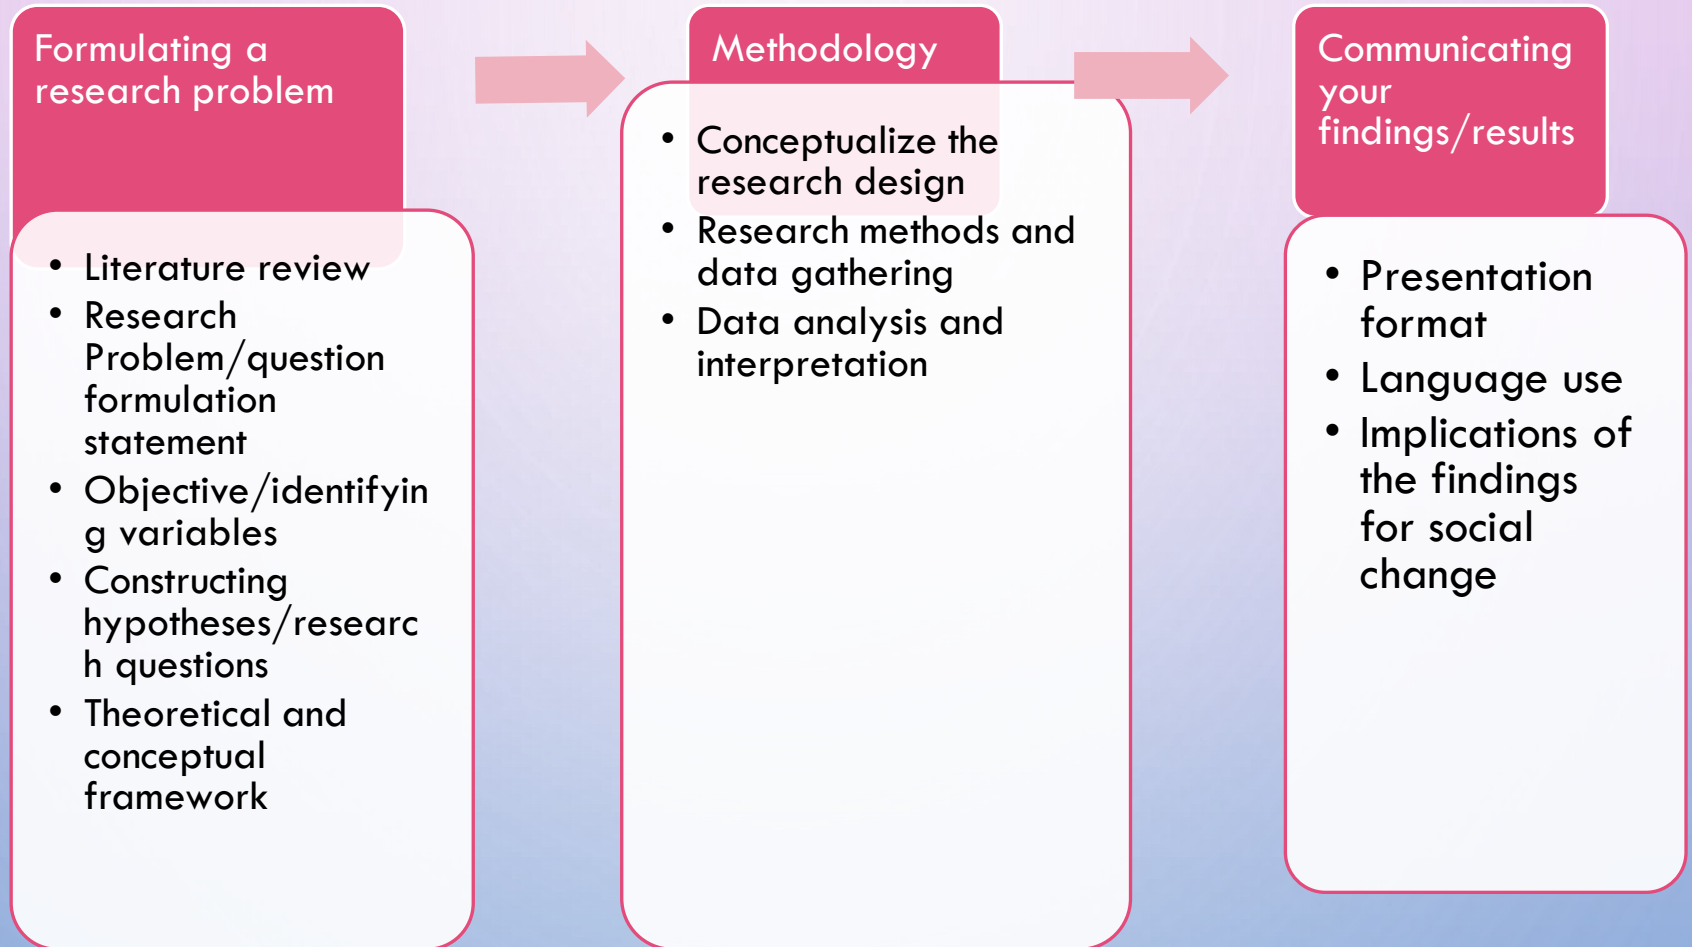 Formulating a
research problem
• Literature review
• Research
Problem/question
formulation
statement
• Objective/identifyin
g variables
• Constructing
hypotheses/researc
h questions
• Theoretical and
conceptual
framework
Methodology
• Conceptualize the
research design
• Research methods and
data gathering
• Data analysis and
interpretation
Communicating
your
findings/results
• Presentation
format
• Language use
• Implications of
the findings
for social
change